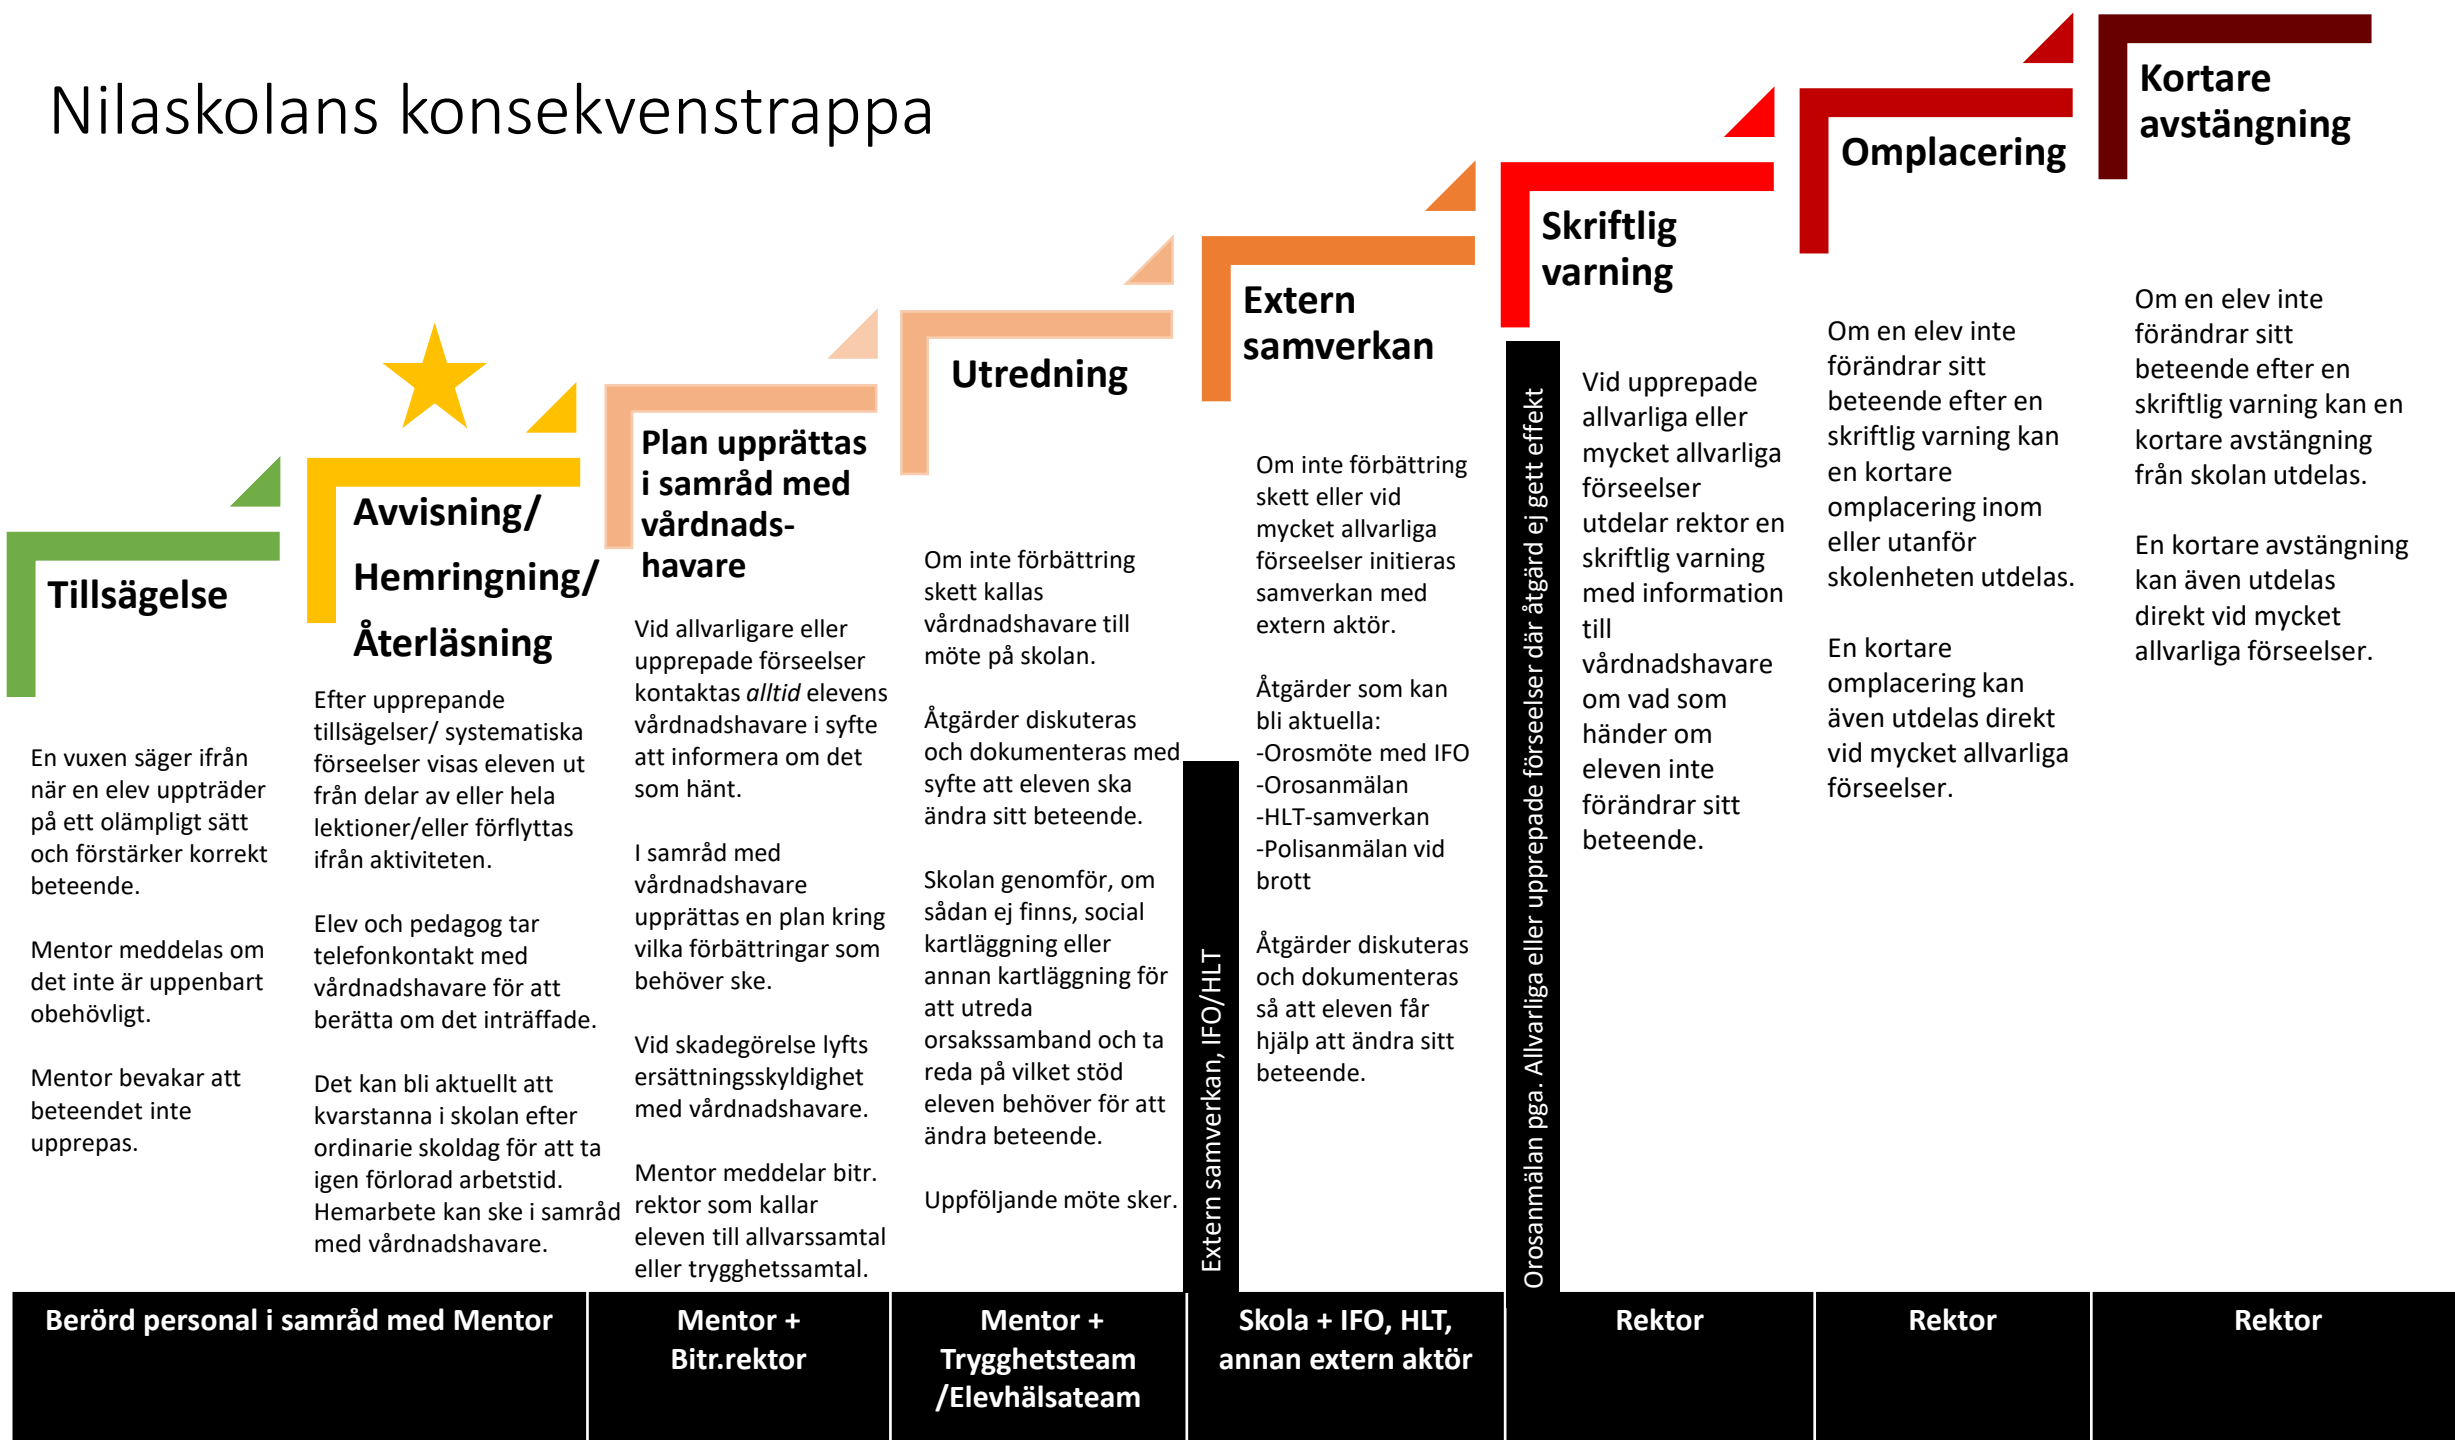 Nilaskolans konsekvenstrappa
Tillsägelse
En vuxen säger ifrån
när en elev uppträder
på ett olämpligt sätt
och förstärker korrekt
beteende.
Mentor meddelas om
det inte är uppenbart
obehövligt.
Mentor bevakar att
beteendet inte
upprepas.
Avvisning/
Hemringning/
Återläsning
Efter upprepande
tillsägelser/ systematiska
förseelser visas eleven ut
från delar av eller hela
lektioner/eller förflyttas
ifrån aktiviteten.
Elev och pedagog tar
telefonkontakt med
vårdnadshavare för att
berätta om det inträffade.
Det kan bli aktuellt att
kvarstanna i skolan efter
ordinarie skoldag för att ta
igen förlorad arbetstid.
Hemarbete kan ske i samråd
med vårdnadshavare.
Plan upprättas
i samråd med
vårdnads-
havare
Vid allvarligare eller
upprepade förseelser
kontaktas alltid elevens
vårdnadshavare i syfte
att informera om det
som hänt.
I samråd med
vårdnadshavare
upprättas en plan kring
vilka förbättringar som
behöver ske.
Vid skadegörelse lyfts
ersättningsskyldighet
med vårdnadshavare.
Mentor meddelar bitr.
rektor som kallar
eleven till allvarssamtal
eller trygghetssamtal.
Utredning
Om inte förbättring
skett kallas
vårdnadshavare till
möte på skolan.
Åtgärder diskuteras
och dokumenteras med
syfte att eleven ska
ändra sitt beteende.
Skolan genomför, om
sådan ej finns, social
kartläggning eller
annan kartläggning för
att utreda
orsakssamband och ta
reda på vilket stöd
eleven behöver för att
ändra beteende.
Uppföljande möte sker.
Extern samverkan, IFO/HLT
Extern
samverkan
Om inte förbättring
skett eller vid
mycket allvarliga
förseelser initieras
samverkan med
extern aktör.
Åtgärder som kan
bli aktuella:
-Orosmöte med IFO
-Orosanmälan
-HLT-samverkan
-Polisanmälan vid
brott
Åtgärder diskuteras
och dokumenteras
så att eleven får
hjälp att ändra sitt
beteende.
Orosanmälan pga. Allvarliga eller upprepade förseelser där åtgärd ej gett effekt
Skriftlig
varning
Vid upprepade
allvarliga eller
mycket allvarliga
förseelser
utdelar rektor en
skriftlig varning
med information
till
vårdnadshavare
om vad som
händer om
eleven inte
förändrar sitt
beteende.
Omplacering
Om en elev inte
förändrar sitt
beteende efter en
skriftlig varning kan
en kortare
omplacering inom
eller utanför
skolenheten utdelas.
En kortare
omplacering kan
även utdelas direkt
vid mycket allvarliga
förseelser.
Kortare
avstängning
Om en elev inte
förändrar sitt
beteende efter en
skriftlig varning kan en
kortare avstängning
från skolan utdelas.
En kortare avstängning
kan även utdelas
direkt vid mycket
allvarliga förseelser.
Berörd personal i samråd med Mentor
Mentor +
Bitr.rektor
Mentor +
Trygghetsteam
/Elevhälsateam
Skola + IFO, HLT,
annan extern aktör
Rektor
Rektor
Rektor